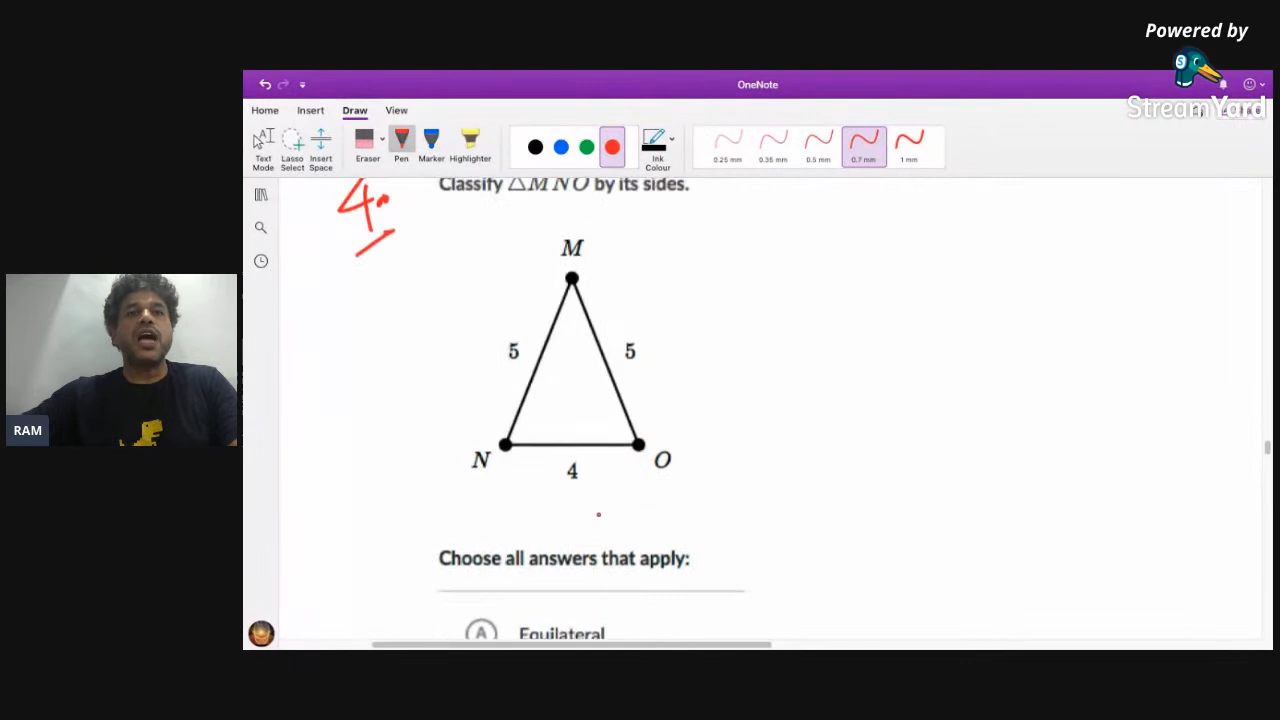 Powered by
StreamYard
OneNote
Home Insert Draw View
Text Mode
Lasso Select
Insert Space
Eraser
Pen
Marker
Highlighter
Ink Colour
0.25 mm
0.35 mm
0.5 mm
0.7 mm
1 mm
4.
Classify △MNO by its sides.
M
5 5
N O
4
RAM
Choose all answers that apply:
A Equilateral